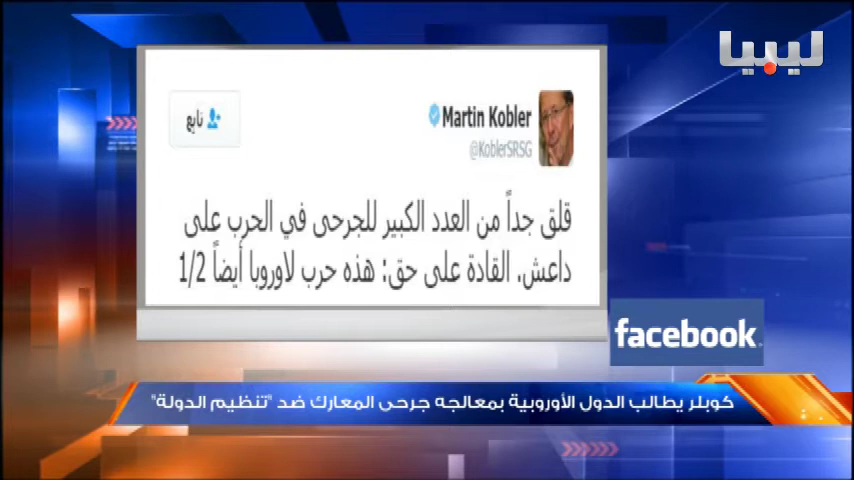 ليبيا
Martin Kobler
@KoblerSRSG
تابع
قلق جداً من العدد الكبير للجرحى في الحرب على
داعش. القادة على حق: هذه حرب لاوروبا أيضاً 1/2
facebook.
كوبلر يطالب الدول الأوروبية بمعالجه جرحى المعارك ضد "تنظيم الدولة"